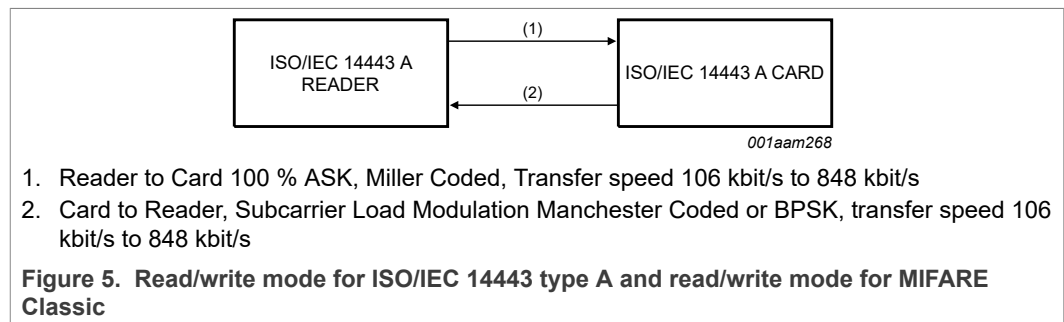 (1)
ISO/IEC 14443 A
READER
ISO/IEC 14443 A CARD
(2)
001aam268
1. Reader to Card 100 % ASK, Miller Coded, Transfer speed 106 kbit/s to 848 kbit/s
2. Card to Reader, Subcarrier Load Modulation Manchester Coded or BPSK, transfer speed 106
kbit/s to 848 kbit/s
Figure 5. Read/write mode for ISO/IEC 14443 type A and read/write mode for MIFARE
Classic